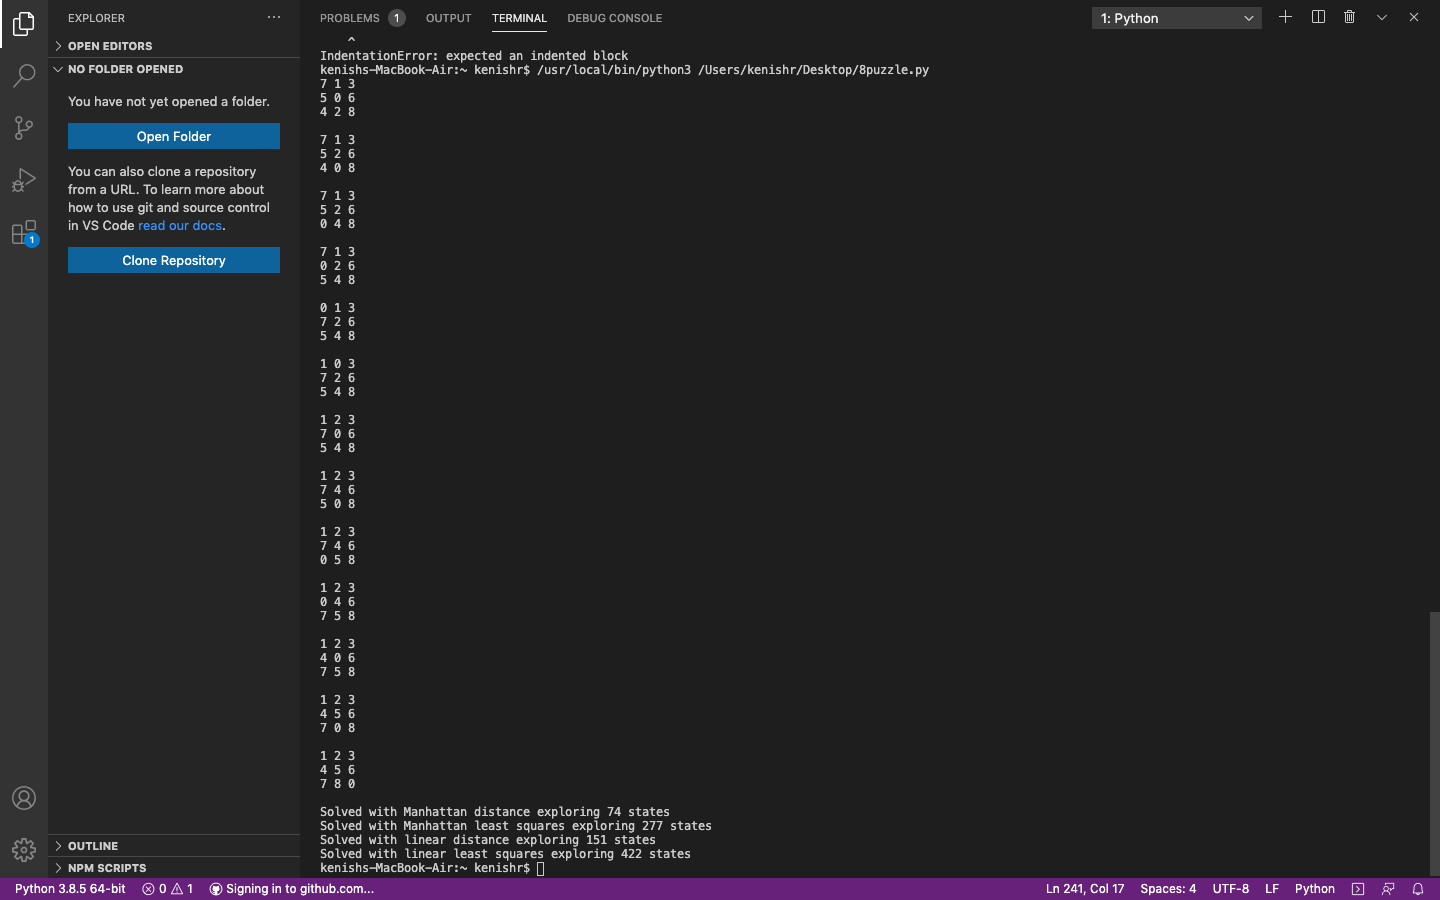 EXPLORER
OPEN EDITORS
NO FOLDER OPENED
You have not yet opened a folder.
Open Folder
You can also clone a repository
from a URL. To learn more about
how to use git and source control
in VS Code read our docs.
Clone Repository
1
OUTLINE
NPM SCRIPTS
PROBLEMS 1 OUTPUT TERMINAL DEBUG CONSOLE
1: Python
^
IndentationError: expected an indented block
kenishs-MacBook-Air:~ kenishr$ /usr/local/bin/python3 /Users/kenishr/Desktop/8puzzle.py
7 1 3
5 0 6
4 2 8
7 1 3
5 2 6
4 0 8
7 1 3
5 2 6
0 4 8
7 1 3
0 2 6
5 4 8
0 1 3
7 2 6
5 4 8
1 0 3
7 2 6
5 4 8
1 2 3
7 0 6
5 4 8
1 2 3
7 4 6
5 0 8
1 2 3
7 4 6
0 5 8
1 2 3
0 4 6
7 5 8
1 2 3
4 0 6
7 5 8
1 2 3
4 5 6
7 0 8
1 2 3
4 5 6
7 8 0
Solved with Manhattan distance exploring 74 states
Solved with Manhattan least squares exploring 277 states
Solved with linear distance exploring 151 states
Solved with linear least squares exploring 422 states
kenishs-MacBook-Air:~ kenishr$
Python 3.8.5 64-bit 0 1 Signing in to github.com... Ln 241, Col 17 Spaces: 4 UTF-8 LF Python